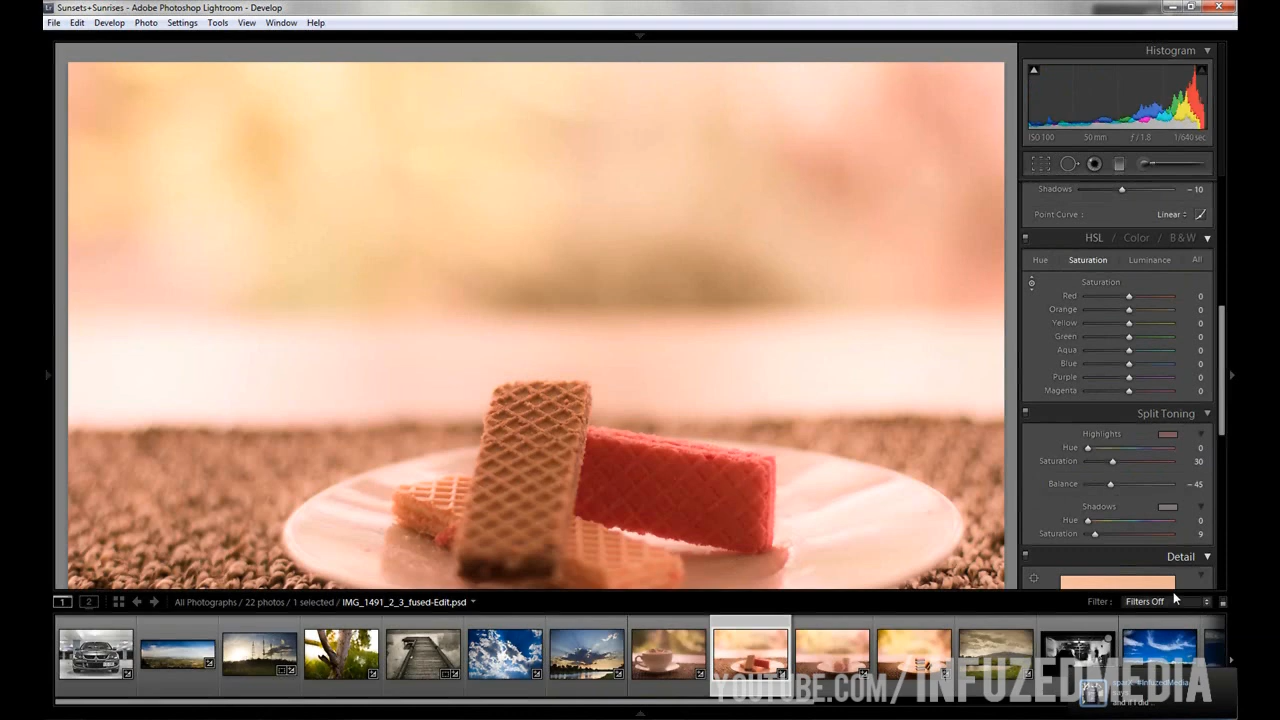 Sunsets+Sunrises - Adobe Photoshop Lightroom - Develop
File Edit Develop Photo Settings Tools View Window Help
Histogram
ISO 100 50 mm ƒ / 1.8 1/640 sec
Shadows -10
Point Curve : Linear
HSL / Color / B & W
Hue Saturation Luminance All
Saturation
Red 0
Orange 0
Yellow 0
Green 0
Aqua 0
Blue 0
Purple 0
Magenta 0
Split Toning
Highlights
Hue 0
Saturation 30
Balance -45
Shadows
Hue 0
Saturation 9
Detail
1 2 All Photographs / 22 photos / 1 selected / IMG_1491_2_3_fused-Edit.psd Filter : Filters Off
YOUTUBE.COM/INFUZEDMEDIA
says
and if I did ..